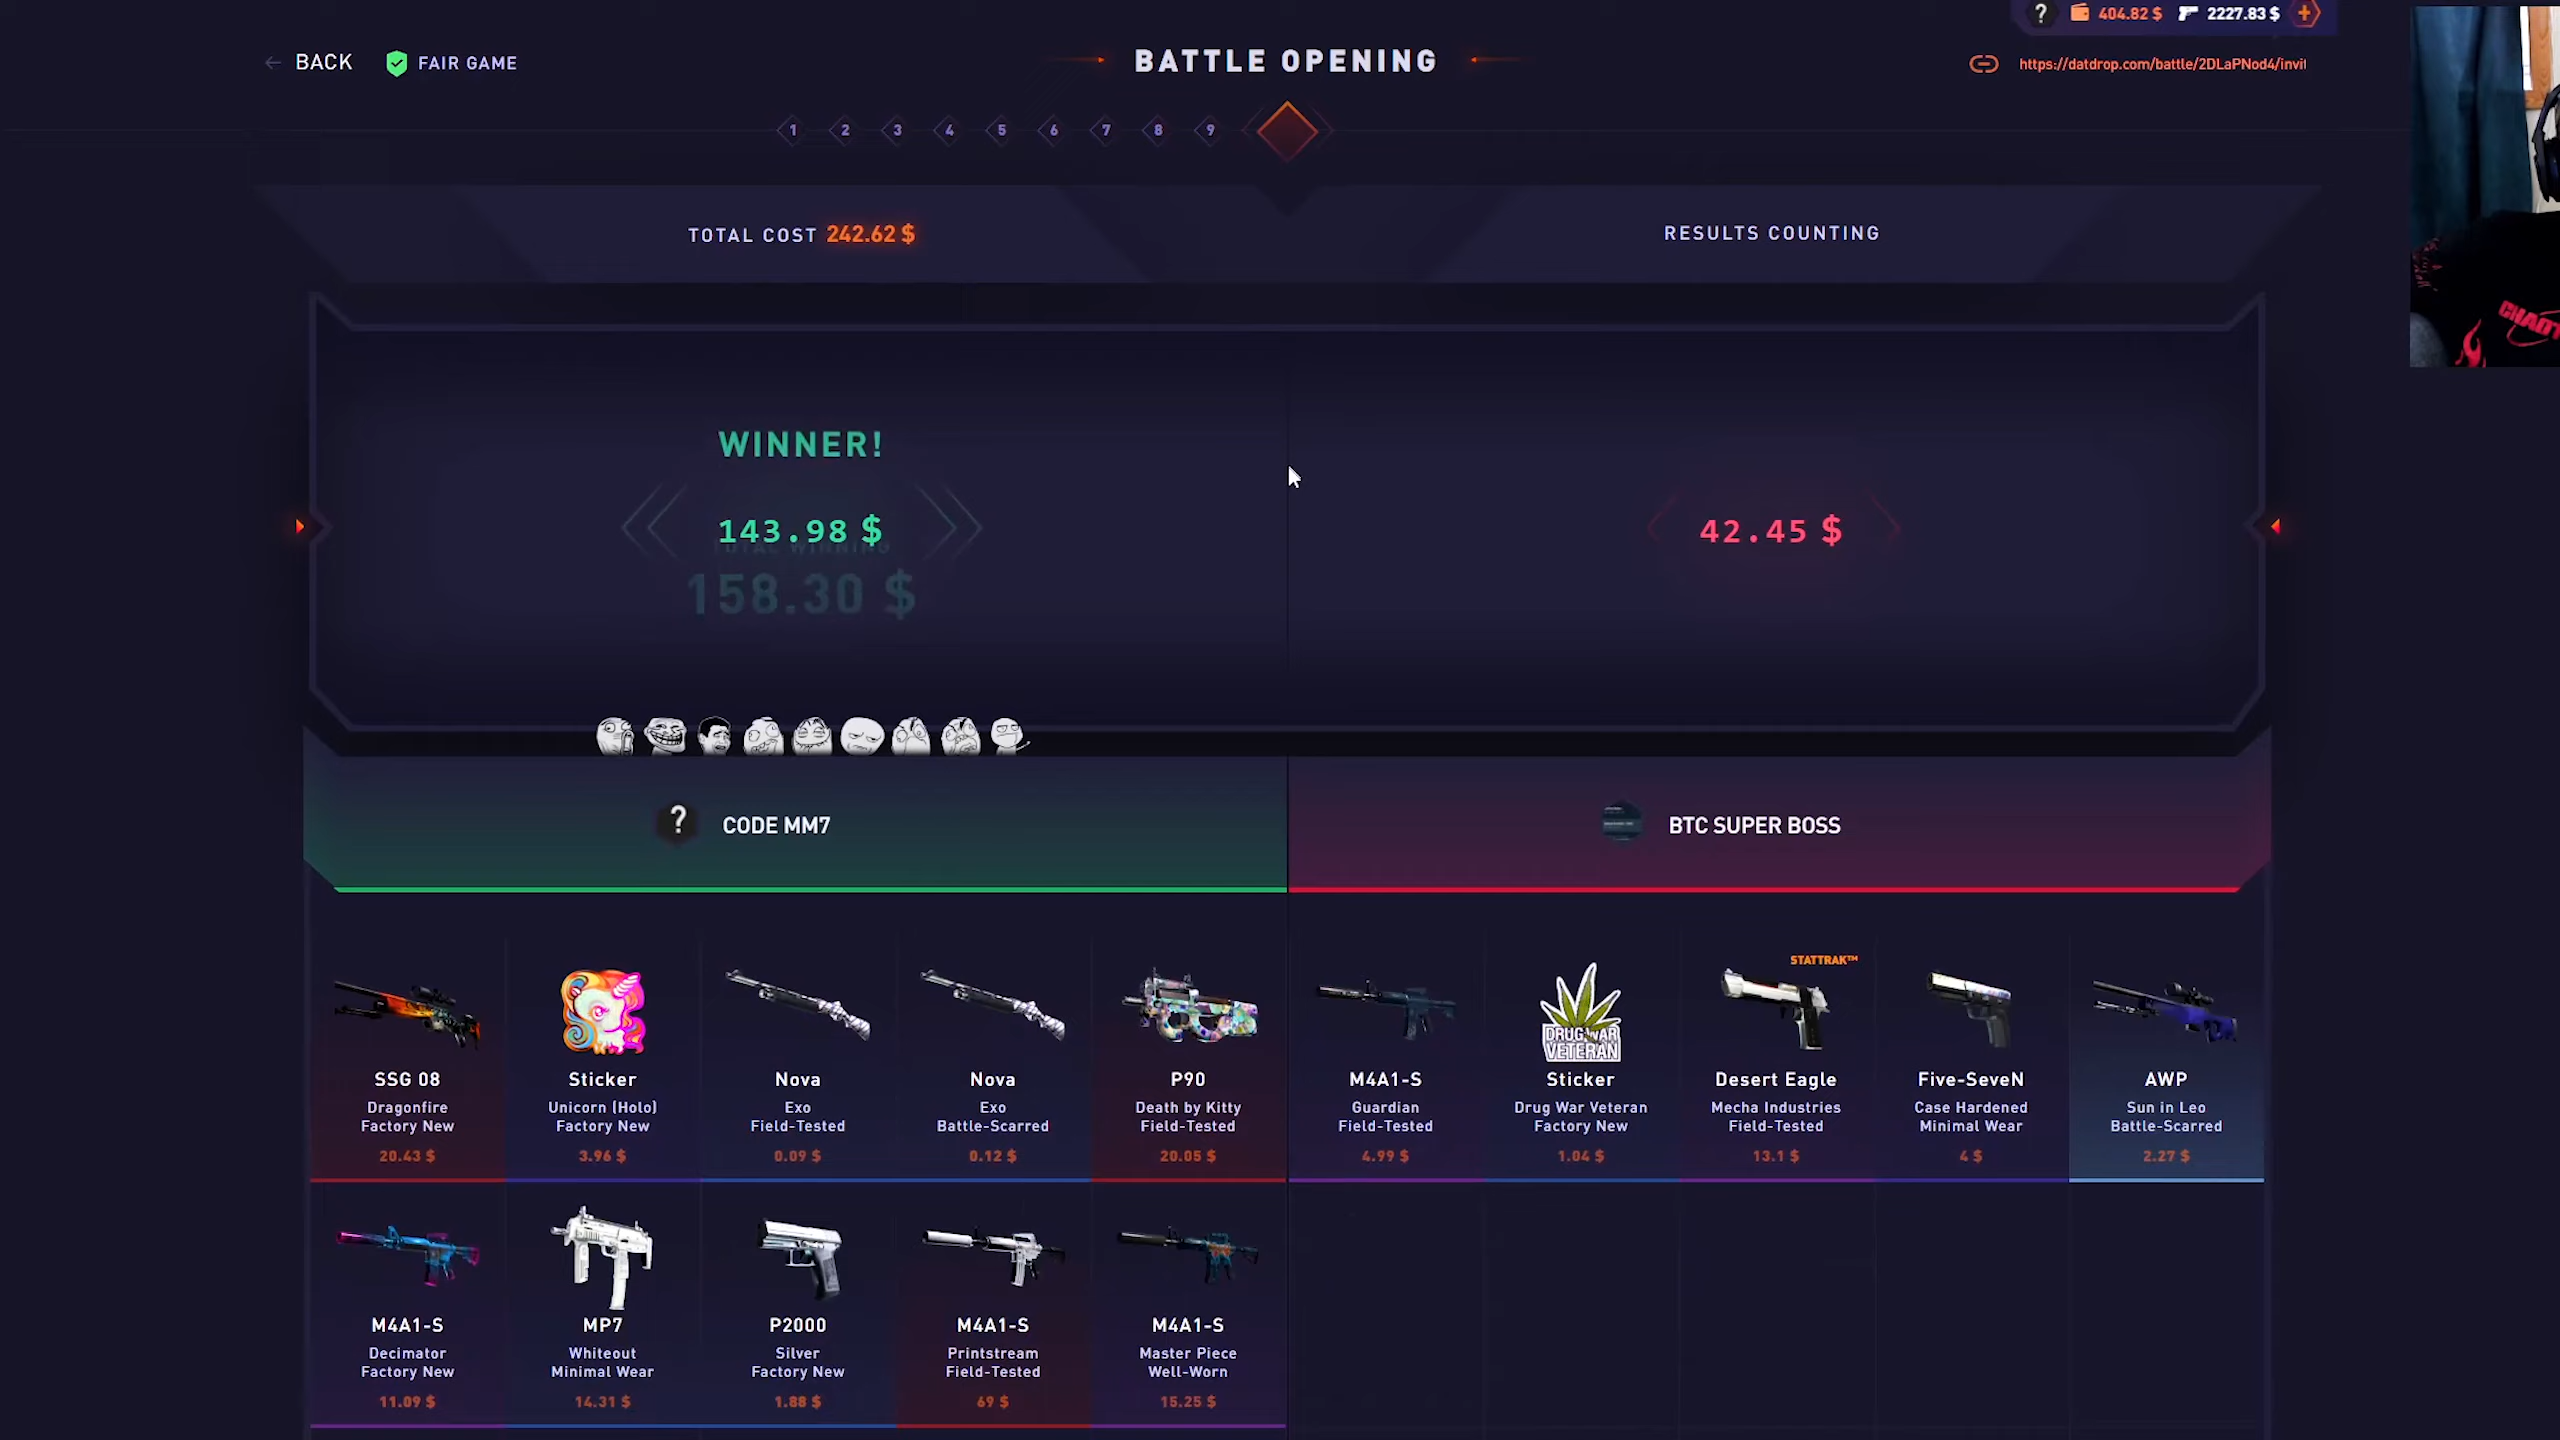 ? 404.82 $ 2227.83 $ +
← BACK FAIR GAME
BATTLE OPENING
https://datdrop.com/battle/2DLaPNod4/invit
1 2 3 4 5 6 7 8 9
TOTAL COST 242.62 $
RESULTS COUNTING
WINNER!
143.98 $
TOTAL WINNING
158.30 $
42.45 $
? CODE MM7
BTC SUPER BOSS
SSG 08
Dragonfire
Factory New
20.43 $
Sticker
Unicorn (Holo)
Factory New
3.96 $
Nova
Exo
Field-Tested
0.09 $
Nova
Exo
Battle-Scarred
0.12 $
P90
Death by Kitty
Field-Tested
20.05 $
M4A1-S
Guardian
Field-Tested
4.99 $
DRUG WAR
VETERAN
Sticker
Drug War Veteran
Factory New
1.04 $
STATTRAK™
Desert Eagle
Mecha Industries
Field-Tested
13.1 $
Five-SeveN
Case Hardened
Minimal Wear
4 $
AWP
Sun in Leo
Battle-Scarred
2.27 $
M4A1-S
Decimator
Factory New
11.09 $
MP7
Whiteout
Minimal Wear
14.31 $
P2000
Silver
Factory New
1.88 $
M4A1-S
Printstream
Field-Tested
69 $
M4A1-S
Master Piece
Well-Worn
15.25 $